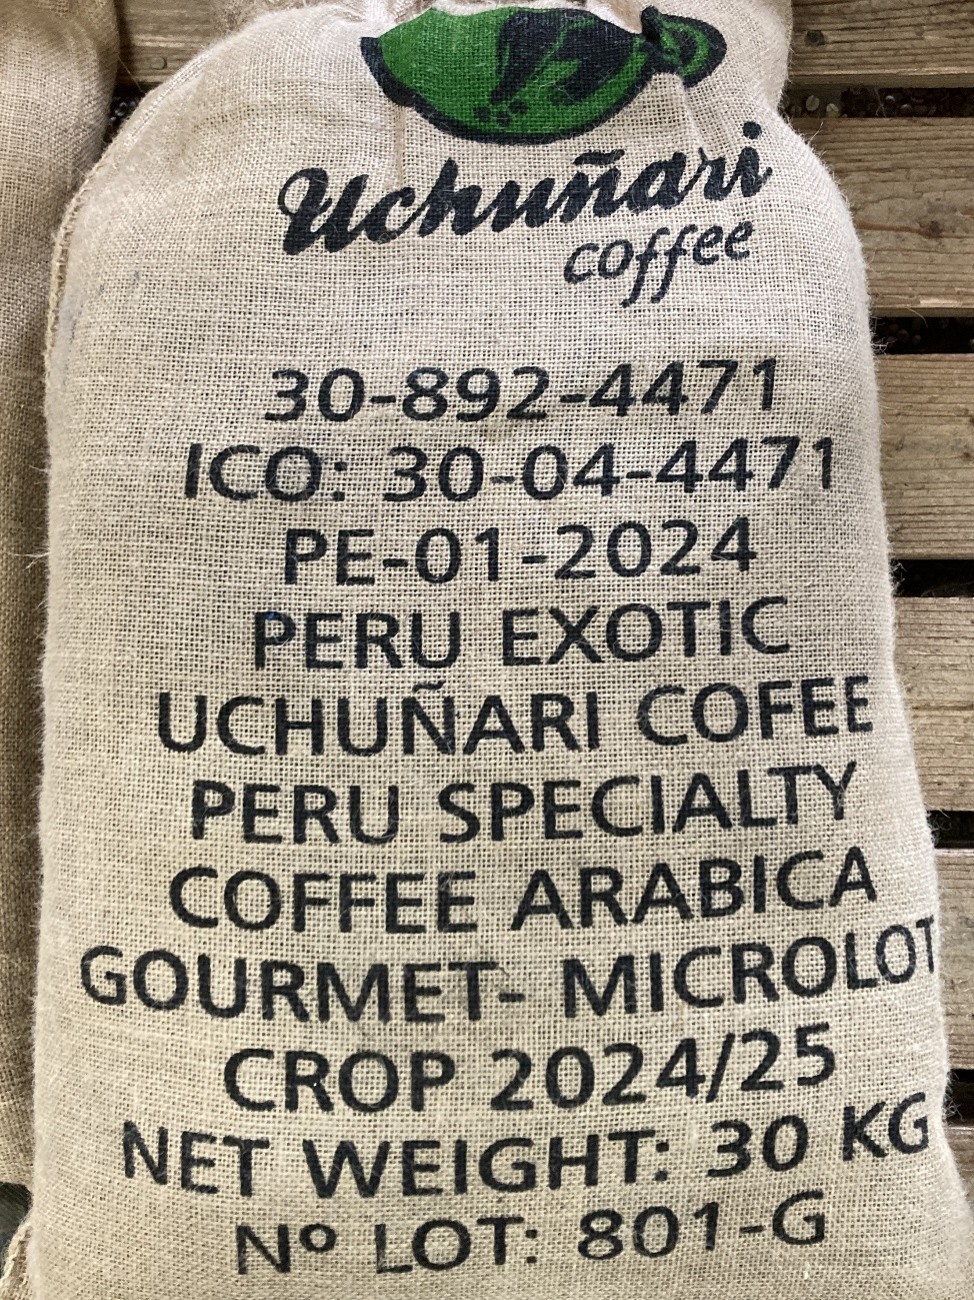 Uchuñari
coffee
30-892-4471
ICO: 30-04-4471
PE-01-2024
PERU EXOTIC
UCHUÑARI COFEE
PERU SPECIALTY
COFFEE ARABICA
GOURMET- MICROLOT
CROP 2024/25
NET WEIGHT: 30 KG
Nº LOT: 801-G